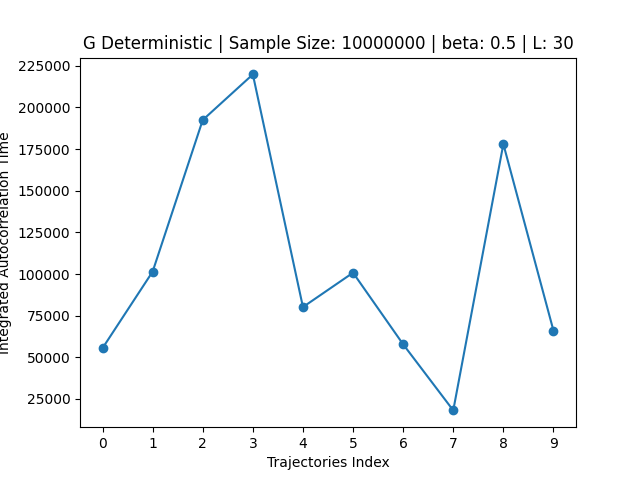 G Deterministic | Sample Size: 10000000 | beta: 0.5 | L: 30
225000
200000
175000
150000
125000
100000
75000
50000
25000
Integrated Autocorrelation Time
0 1 2 3 4 5 6 7 8 9
Trajectories Index